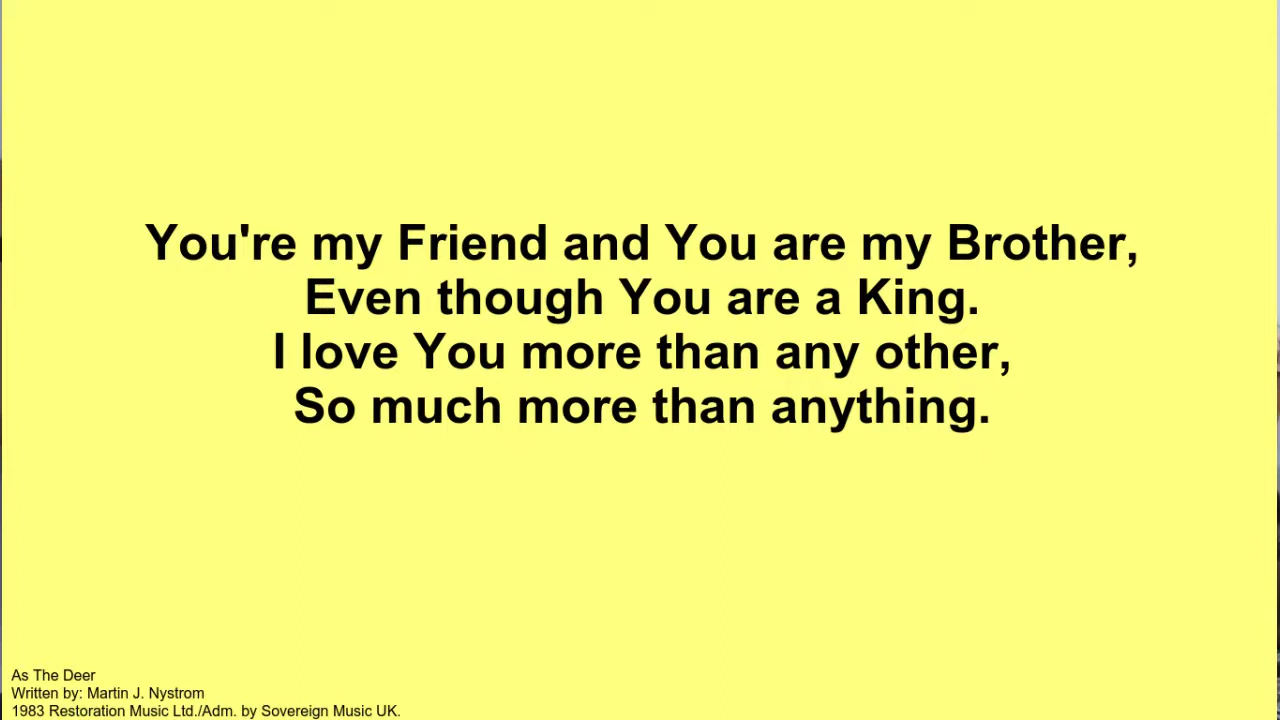 You're my Friend and You are my Brother,
Even though You are a King.
I love You more than any other,
So much more than anything.
As The Deer
Written by: Martin J. Nystrom
1983 Restoration Music Ltd./Adm. by Sovereign Music UK.